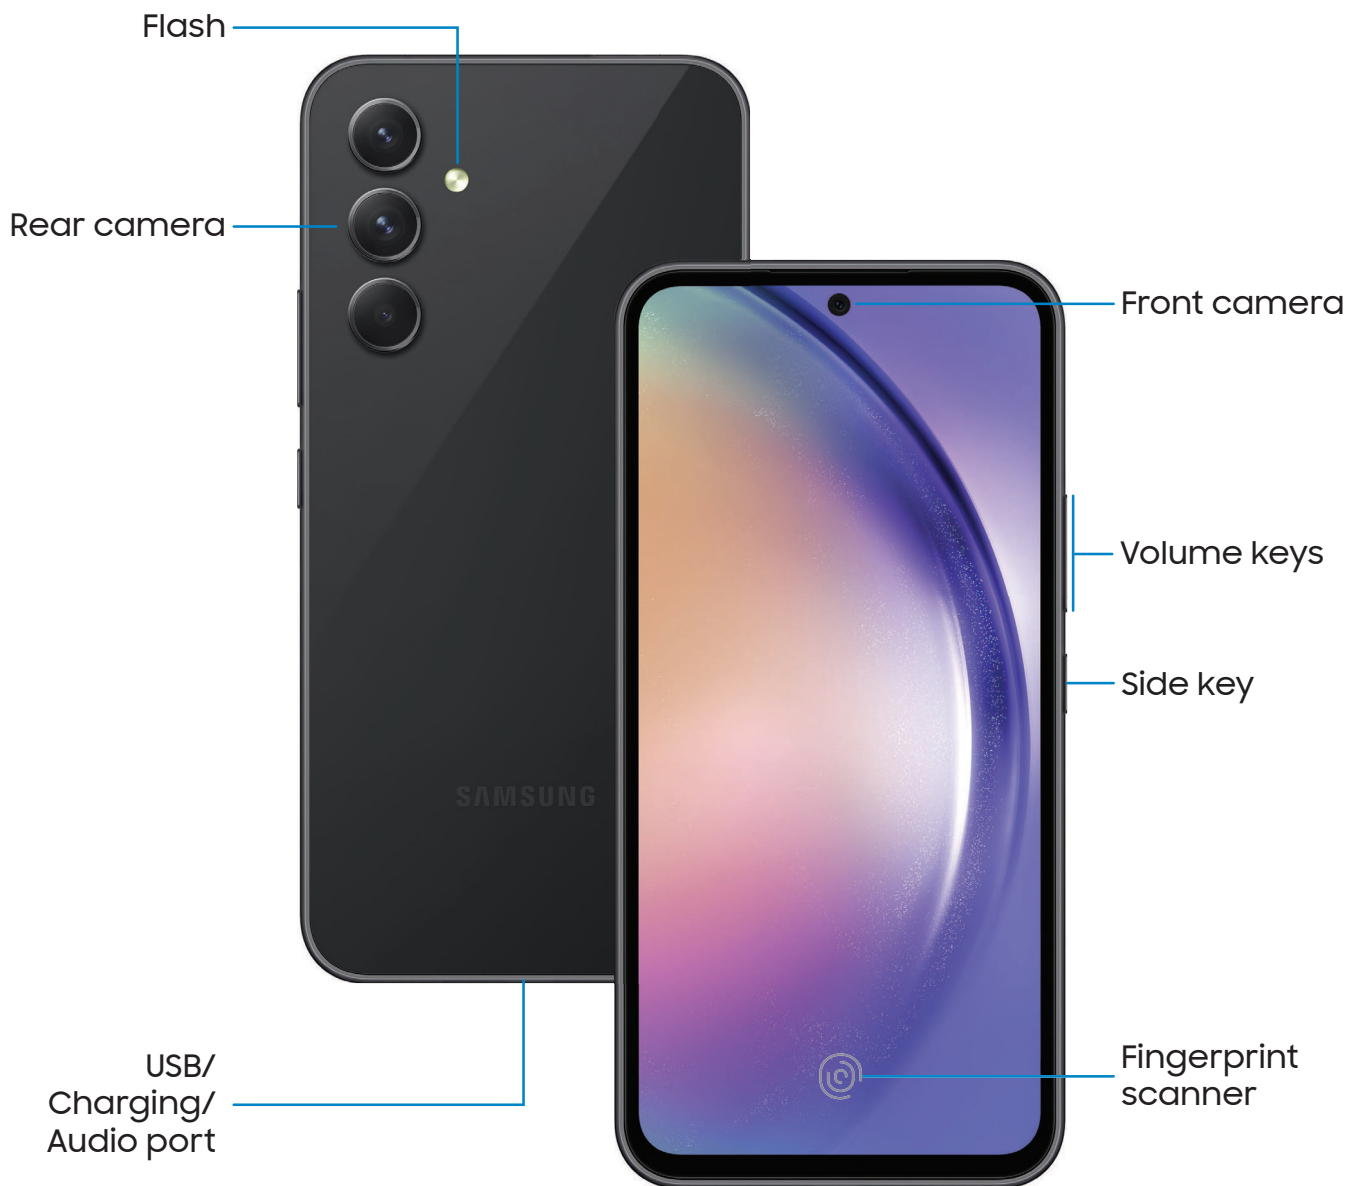 Flash
Rear camera
Front camera
Volume keys
Side key
SAMSUNG
USB/
Charging/
Audio port
Fingerprint
scanner